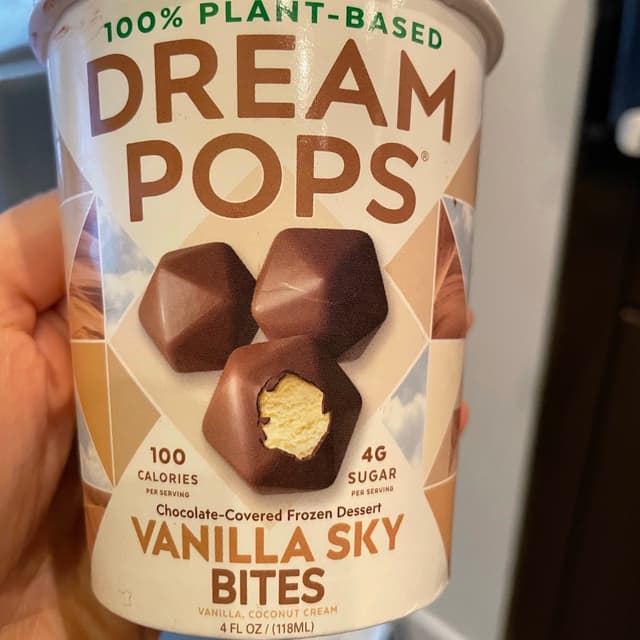 100% PLANT-BASED
DREAM
POPS®
100
CALORIES
PER SERVING
4G
SUGAR
PER SERVING
Chocolate-Covered Frozen Dessert
VANILLA SKY
BITES
VANILLA, COCONUT CREAM
4 FL OZ / (118ML)